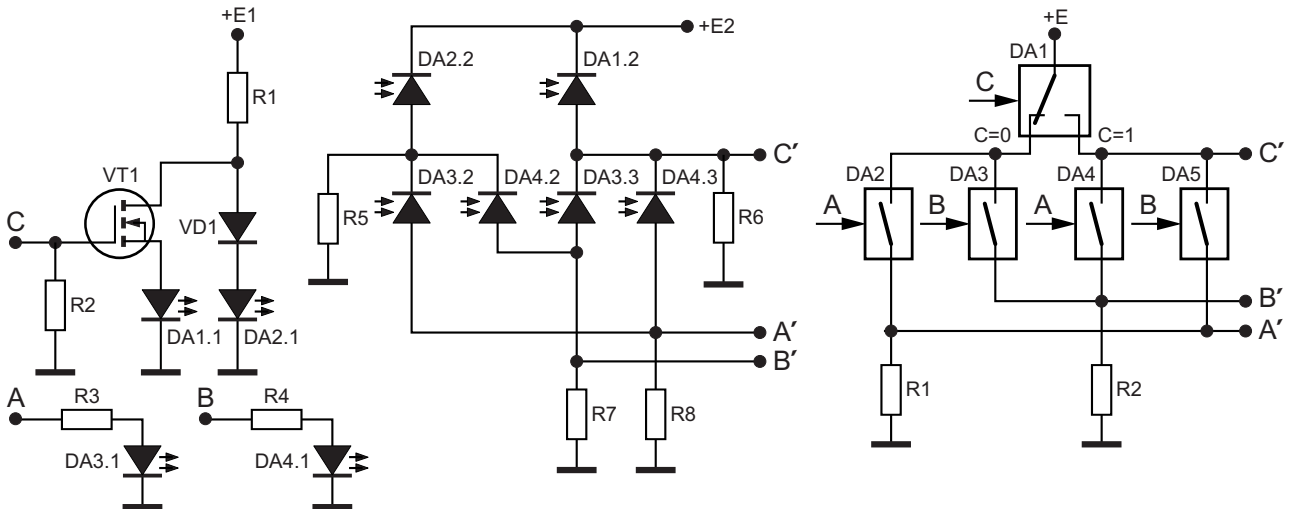 +E1
R1
VT1
C
VD1
R2
DA1.1
DA2.1
A
R3
DA3.1
B
R4
DA4.1
+E2
DA2.2
DA1.2
C′
DA3.2
DA4.2
DA3.3
DA4.3
R5
R6
A′
B′
R7
R8
+E
DA1
C
C=0
C=1
C′
DA2
DA3
DA4
DA5
A
B
A
B
B′
A′
R1
R2